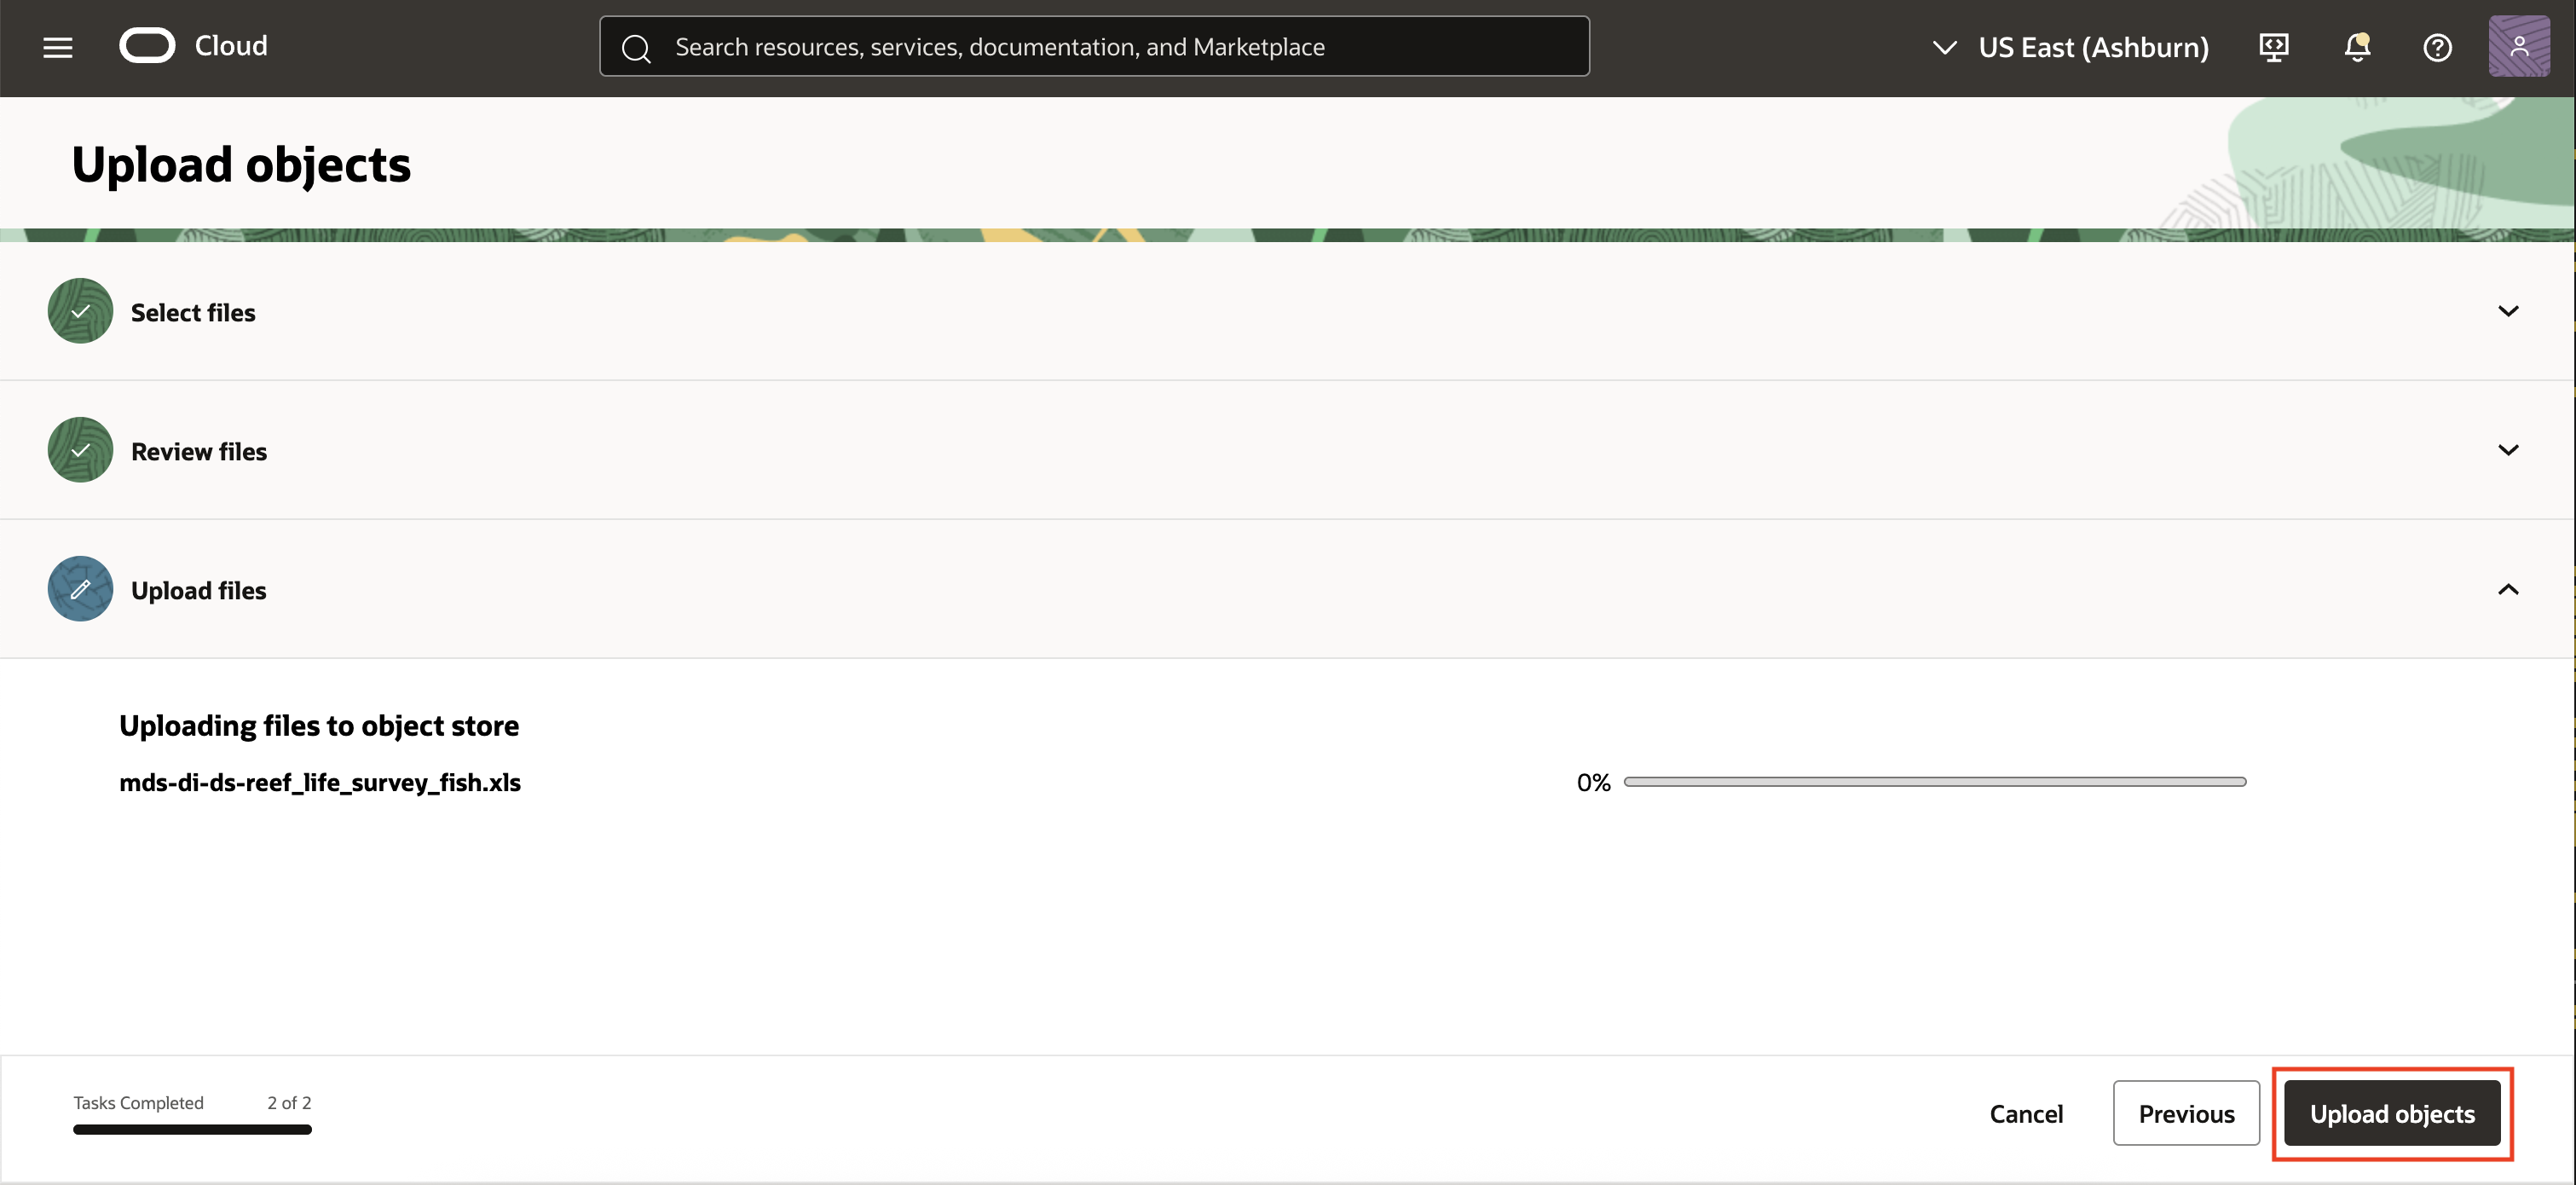 Cloud
Search resources, services, documentation, and Marketplace
US East (Ashburn)
Upload objects
Select files
Review files
Upload files
Uploading files to object store
mds-di-ds-reef_life_survey_fish.xls
0%
Tasks Completed 2 of 2
Cancel
Previous
Upload objects